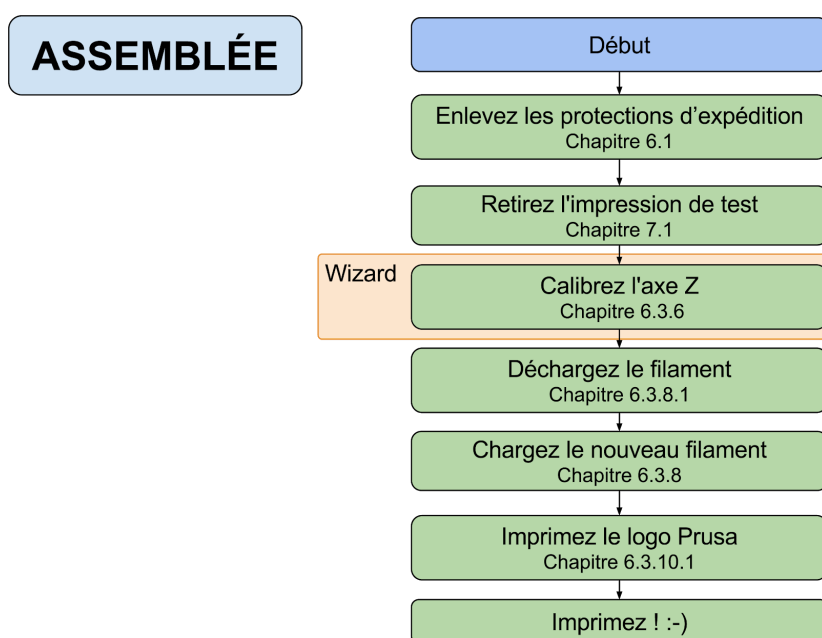 ASSEMBLÉE
Début
Enlevez les protections d’expédition
Chapitre 6.1
Retirez l'impression de test
Chapitre 7.1
Wizard
Calibrez l'axe Z
Chapitre 6.3.6
Déchargez le filament
Chapitre 6.3.8.1
Chargez le nouveau filament
Chapitre 6.3.8
Imprimez le logo Prusa
Chapitre 6.3.10.1
Imprimez ! :-)